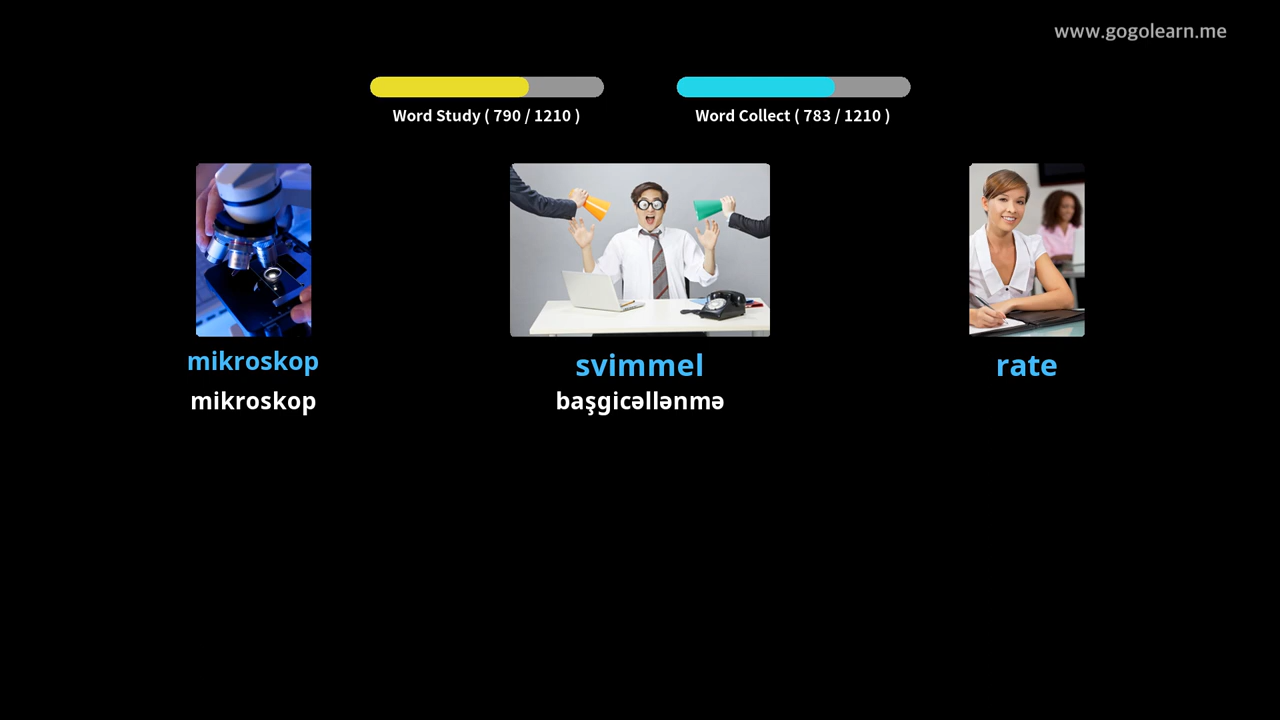 www.gogolearn.me
Word Study ( 790 / 1210 )
Word Collect ( 783 / 1210 )
mikroskop
svimmel
rate
mikroskop
başgicəllənmə